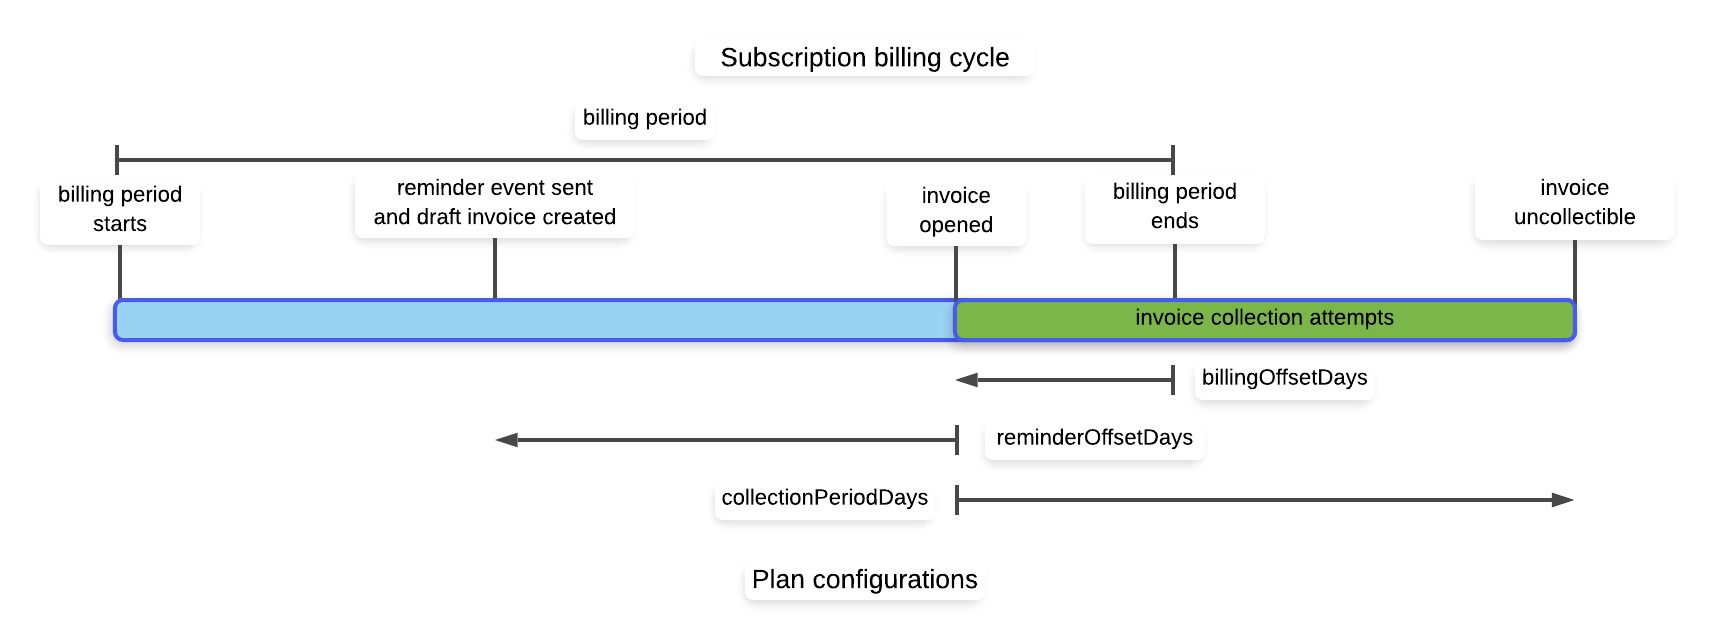 Subscription billing cycle
billing period
billing period
starts
reminder event sent
and draft invoice created
invoice
opened
billing period
ends
invoice
uncollectible
invoice collection attempts
billingOffsetDays
reminderOffsetDays
collectionPeriodDays
Plan configurations